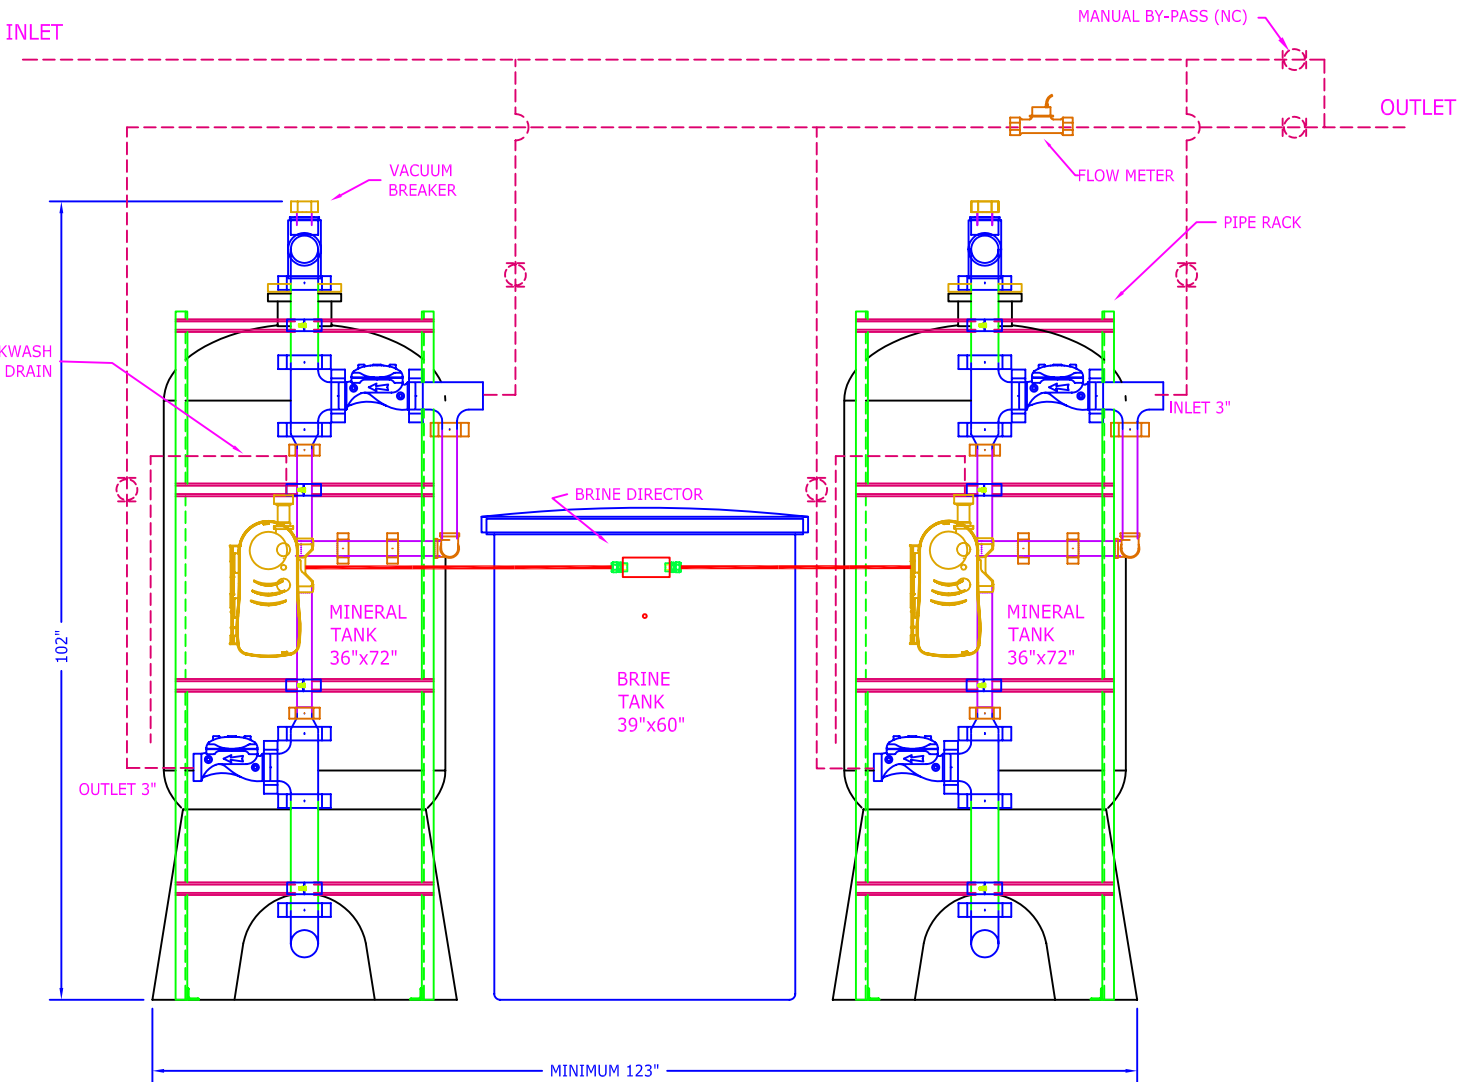 MANUAL BY-PASS (NC)
INLET
OUTLET
VACUUM
BREAKER
FLOW METER
PIPE RACK
KWASH
DRAIN
INLET 3"
BRINE DIRECTOR
MINERAL
TANK
36"x72"
MINERAL
TANK
36"x72"
102"
BRINE
TANK
39"x60"
OUTLET 3"
MINIMUM 123"